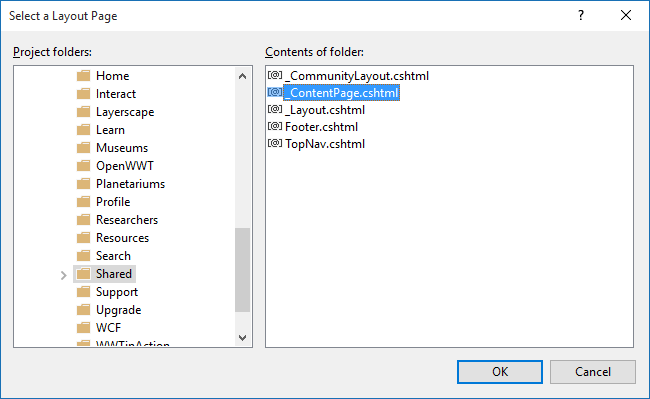 Select a Layout Page
Project folders:
Home
Interact
Layerscape
Learn
Museums
OpenWWT
Planetariums
Profile
Researchers
Resources
Search
Shared
Support
Upgrade
WCF
WWTinAction
Contents of folder:
[@] _CommunityLayout.cshtml
[@] _ContentPage.cshtml
[@] _Layout.cshtml
[@] Footer.cshtml
[@] TopNav.cshtml
OK
Cancel